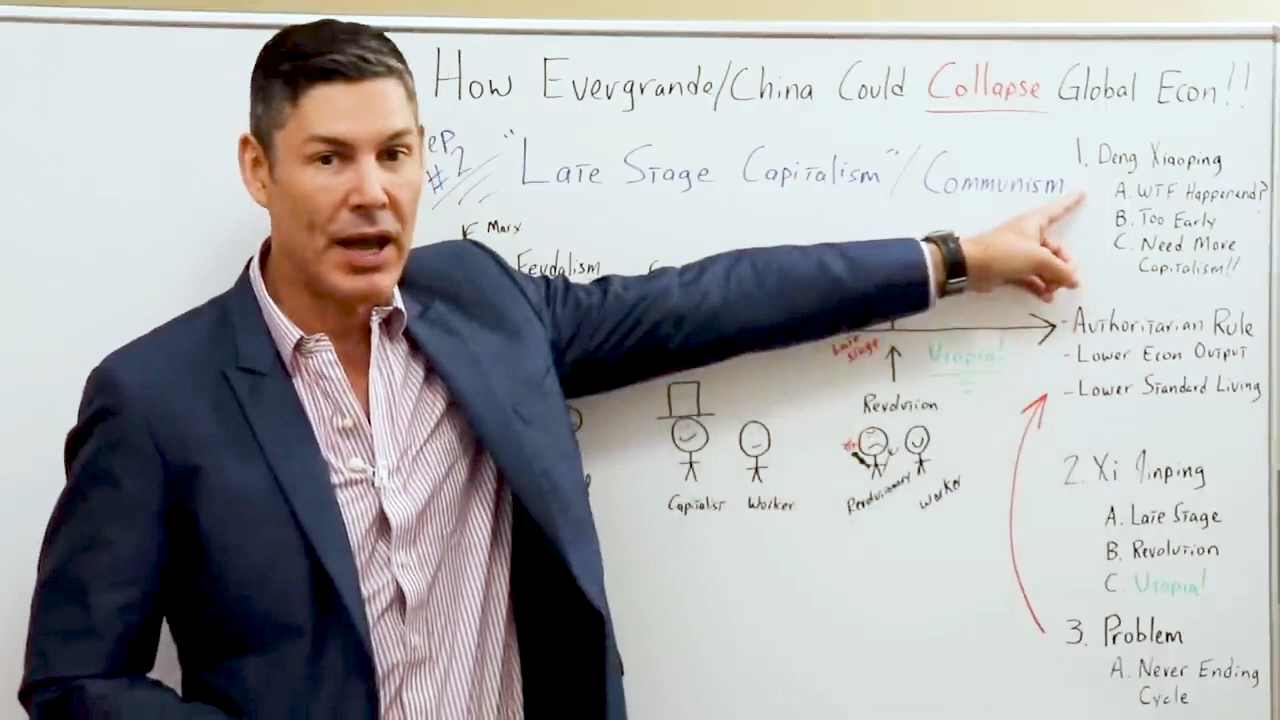 How Evergrande/China Could Collapse Global Econ!!
eP
#2
"Late Stage Capitalism"/Communism
Marx
Feudalism
Late
Stage
Utopia!
Revolution
Capitalist
Worker
Revolutionary
Worker
1. Deng Xiaoping
A. WTF Happenend?
B. Too Early
C. Need More
Capitalism!!
-Authoritarian Rule
-Lower Econ Output
-Lower Standard Living
2. Xi Jinping
A. Late Stage
B. Revolution
C. Utopia!
3. Problem
A. Never Ending
Cycle